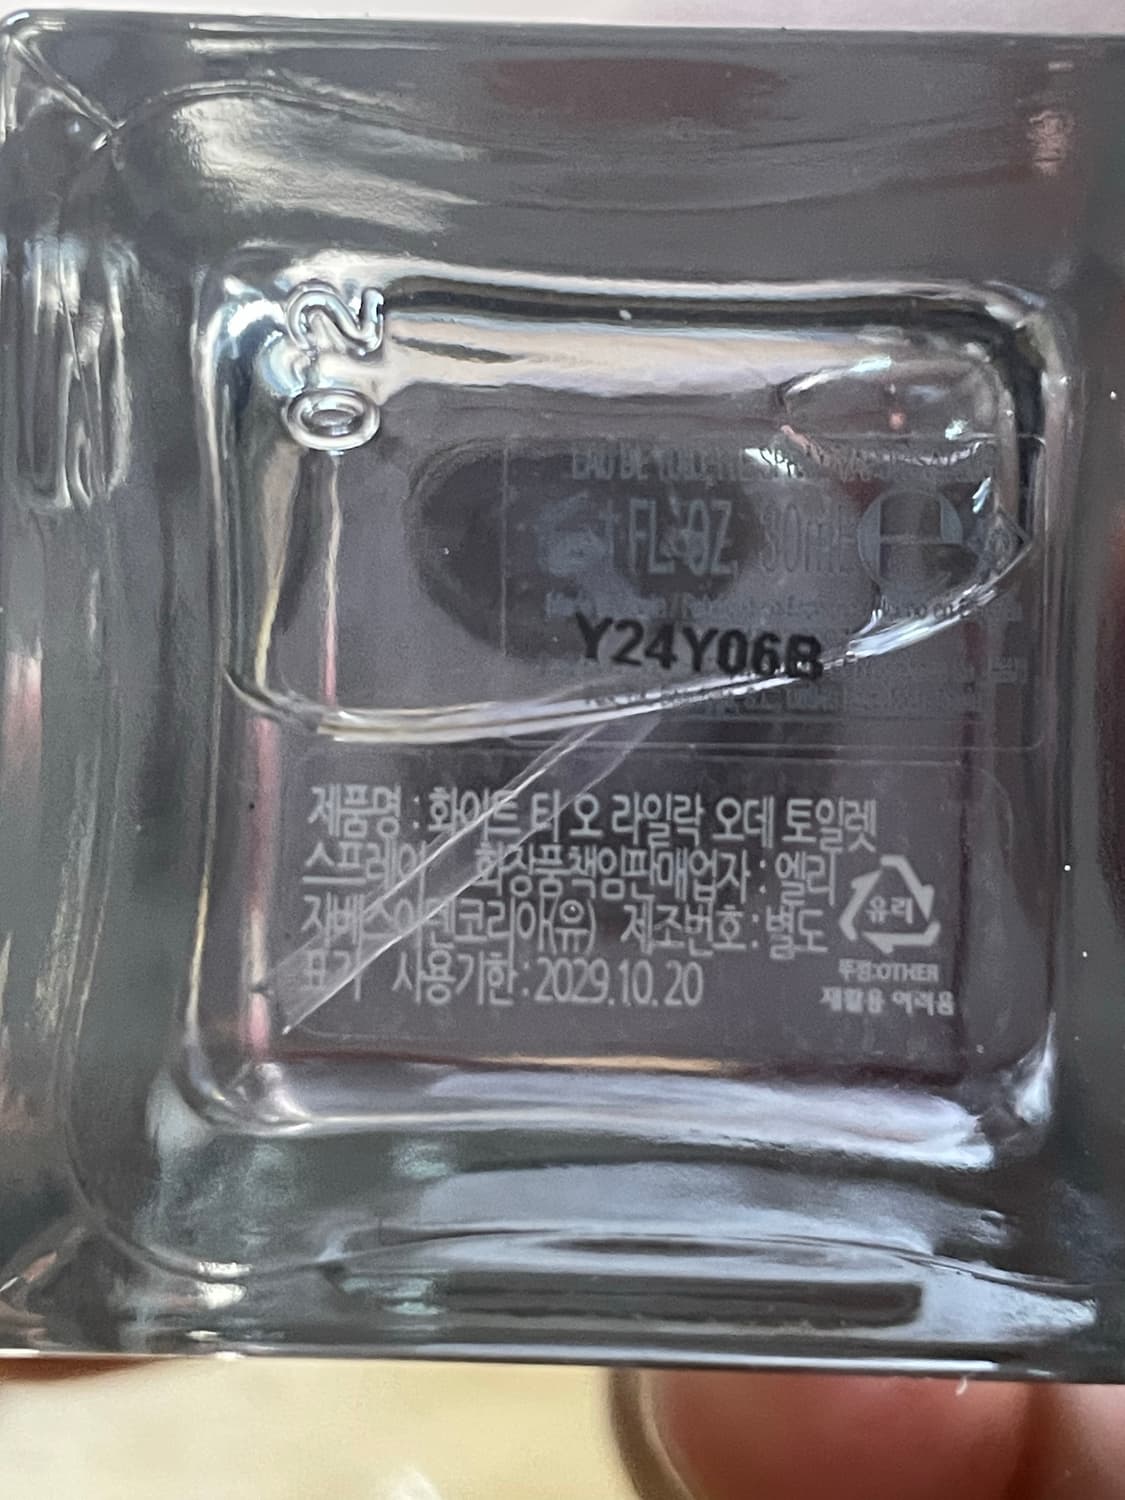 02
EAU DE TOILETTE
1 FL. OZ. 30ml e
Y24Y06B
제품명 : 화이트 티 오 라일락 오데 토일렛
스프레이 화장품책임판매업자 : 엘리
자베스아덴코리아(유) 제조번호 : 별도
표기 사용기한 : 2029.10.20
유리
뚜껑:OTHER
재활용 어려움